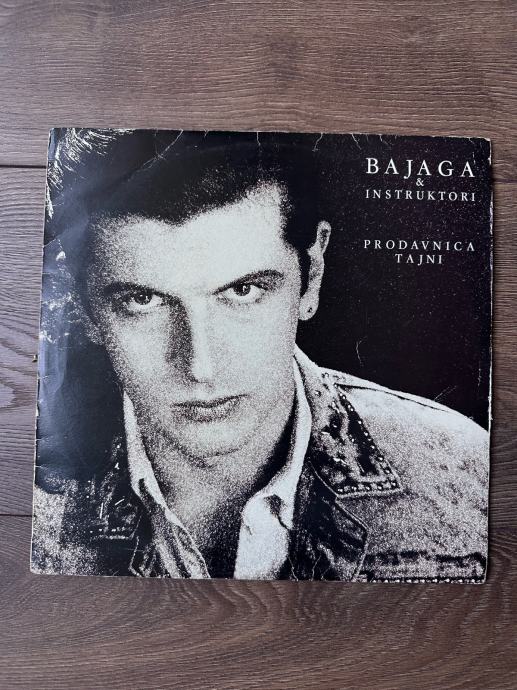 BAJAGA
&
INSTRUKTORI
PRODAVNICA
TAJNI